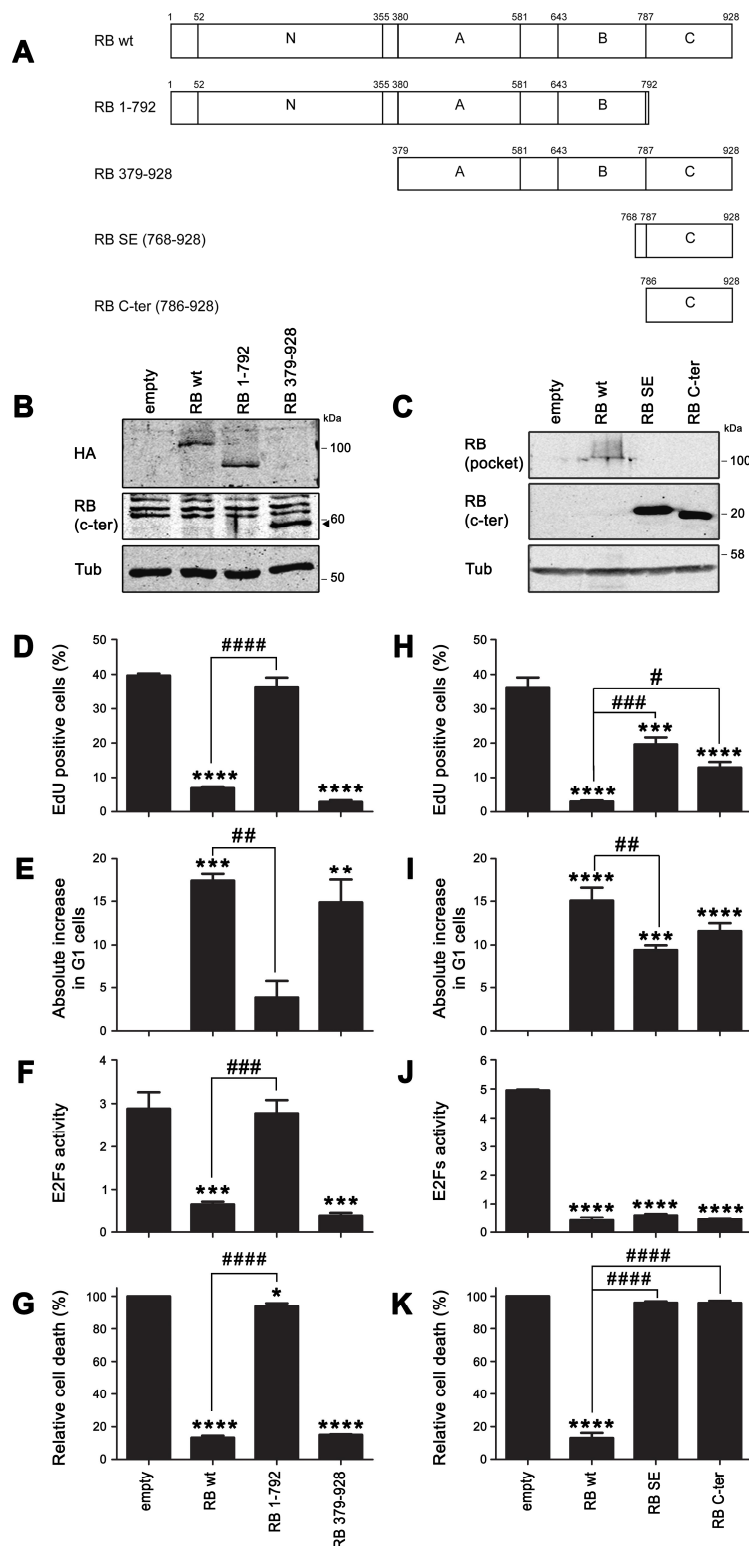 A
1 52 355 380 581 643 787 928
RB wt N A B C
1 52 355 380 581 643 792
RB 1-792 N A B
379 581 643 787 928
RB 379-928 A B C
768 787 928
RB SE (768-928) C
786 928
RB C-ter (786-928) C
B
empty RB wt RB 1-792 RB 379-928
kDa
HA
100
RB (c-ter)
60
Tub
50
C
empty RB wt RB SE RB C-ter
kDa
RB (pocket)
100
RB (c-ter)
20
58
Tub
D
EdU positive cells (%)
40
30
20
10
0
####
**** ****
H
EdU positive cells (%)
40
30
20
10
0
#
###
**** *** ****
E
Absolute increase in G1 cells
20
15
10
5
0
##
*** **
I
Absolute increase in G1 cells
20
15
10
5
0
##
**** *** ****
F
E2Fs activity
4
3
2
1
0
###
*** ***
J
E2Fs activity
6
5
4
3
2
1
0
**** **** ****
G
Relative cell death (%)
100
80
60
40
20
0
####
**** * ****
empty RB wt RB 1-792 RB 379-928
K
Relative cell death (%)
100
80
60
40
20
0
####
####
****
empty RB wt RB SE RB C-ter